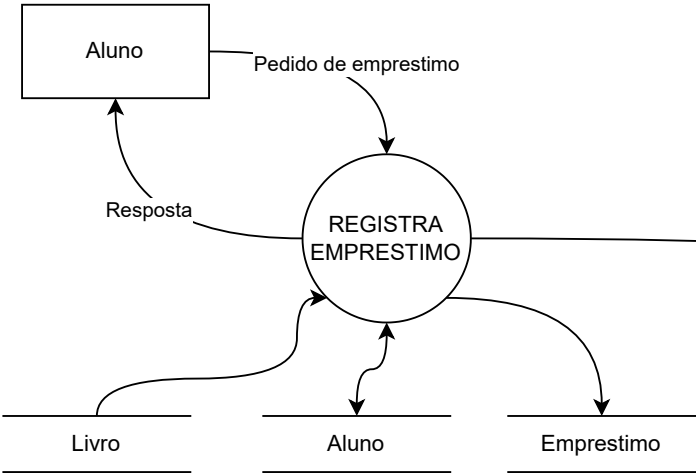 Aluno
Pedido de emprestimo
Resposta
REGISTRA
EMPRESTIMO
Livro
Aluno
Emprestimo